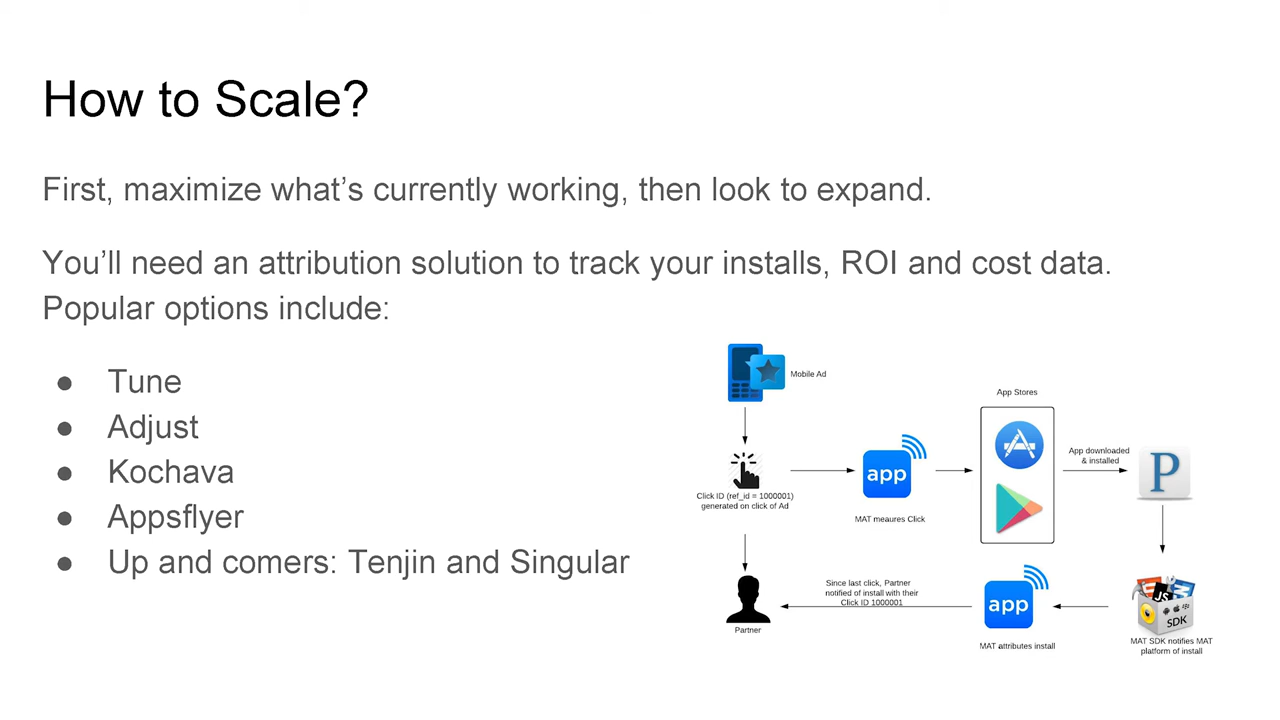 How to Scale?
First, maximize what's currently working, then look to expand.
You'll need an attribution solution to track your installs, ROI and cost data.
Popular options include:
● Tune
● Adjust
● Kochava
● Appsflyer
● Up and comers: Tenjin and Singular
Mobile Ad
Click ID (ref_id = 1000001)
generated on click of Ad
app
MAT meaures Click
App Stores
App downloaded
& installed
P
JS
SDK
MAT SDK notifies MAT
platform of install
app
MAT attributes install
Since last click, Partner
notified of install with their
Click ID 1000001
Partner